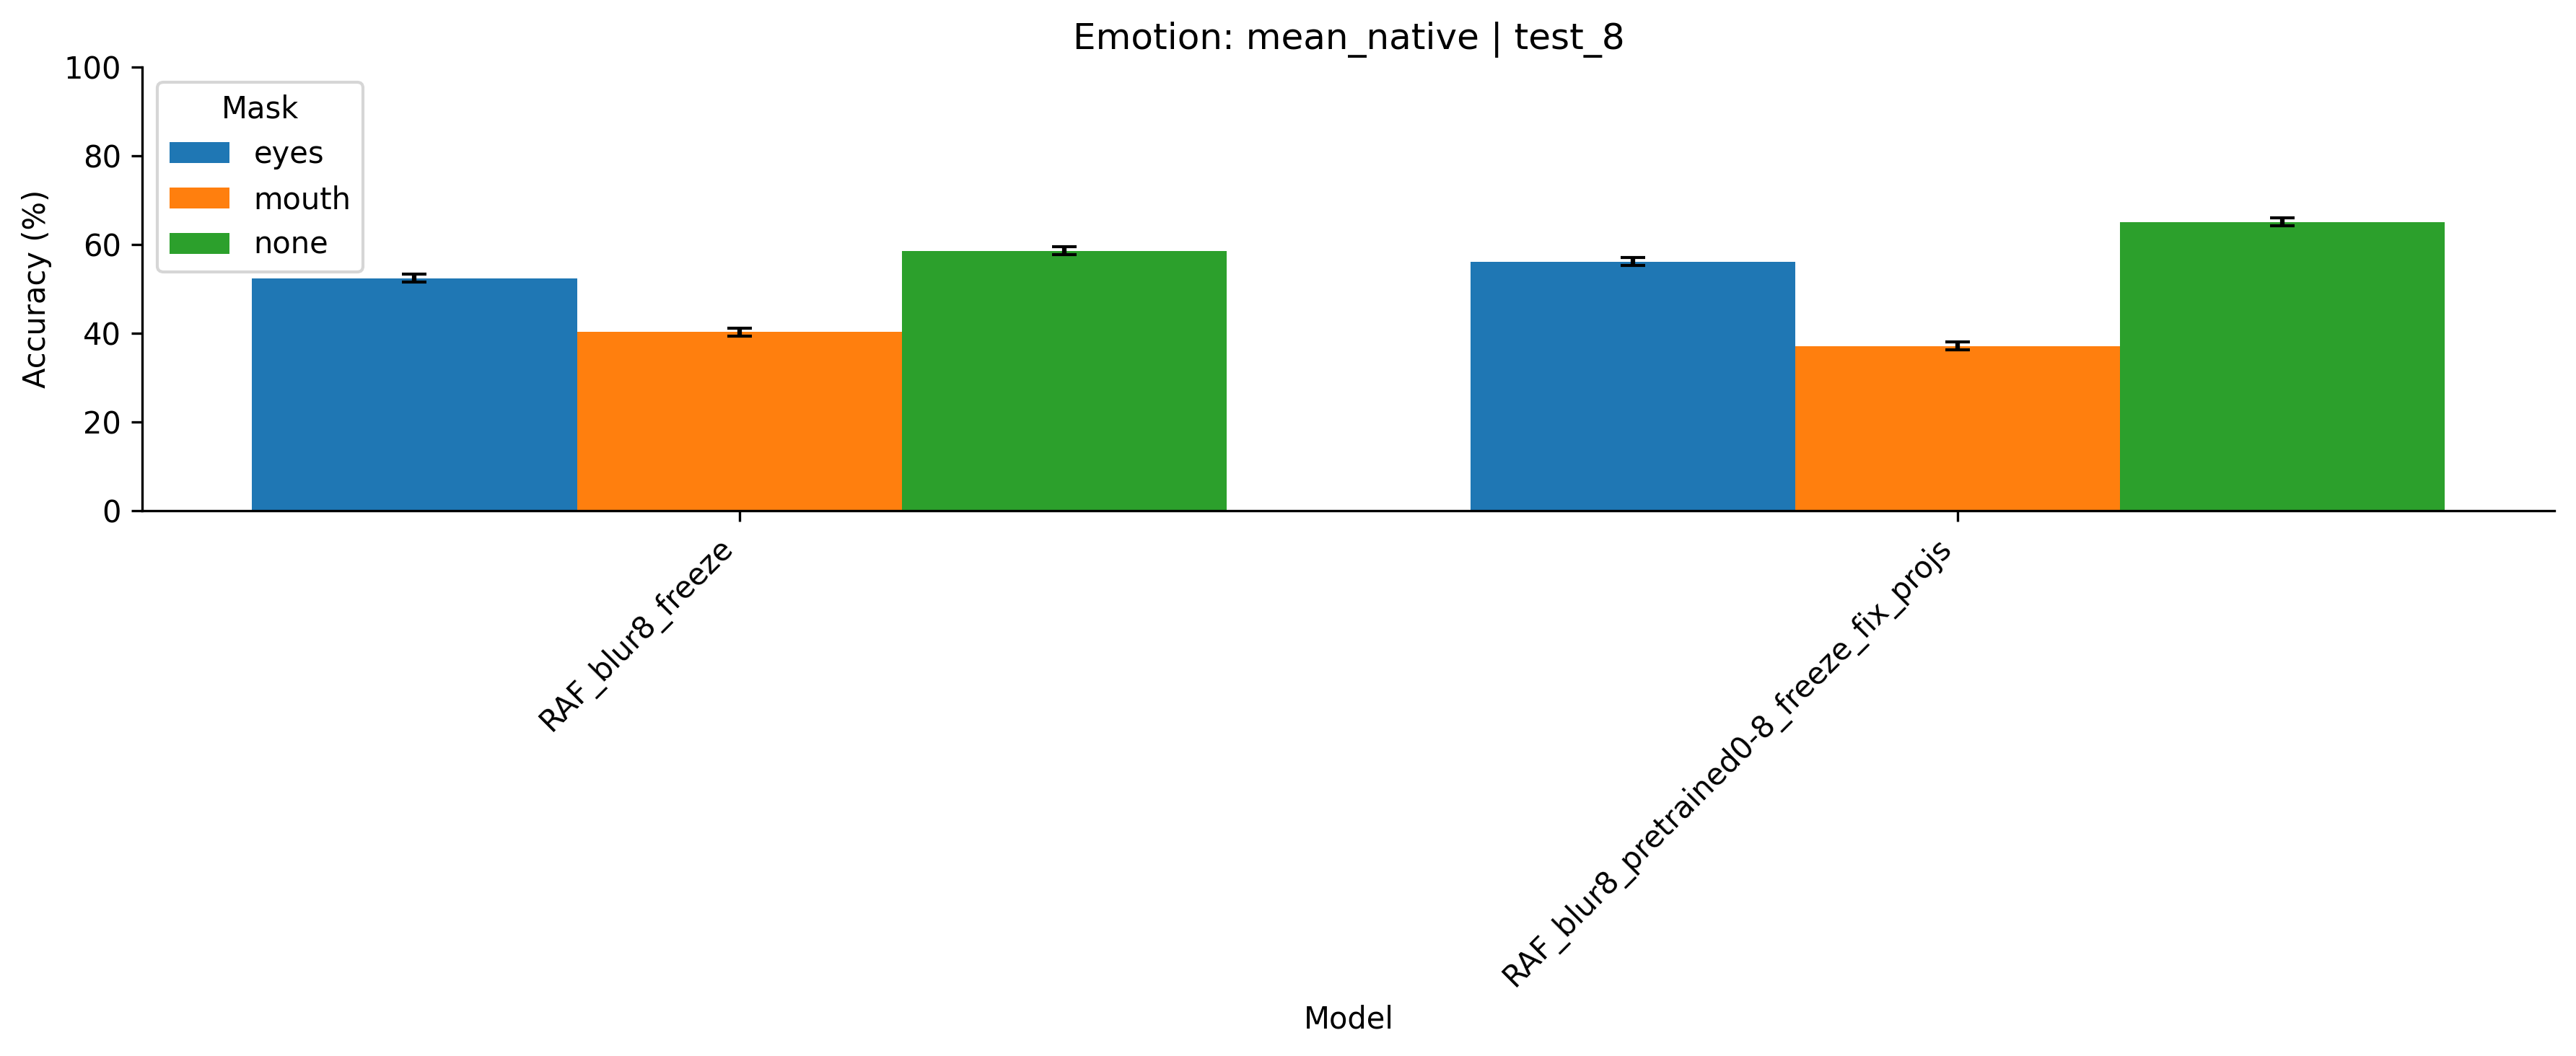 Emotion: mean_native | test_8
100
80
60
40
20
0
Accuracy (%)
Mask
eyes
mouth
none
RAF_blur8_freeze
RAF_blur8_pretrained0-8_freeze_fix_projs
Model